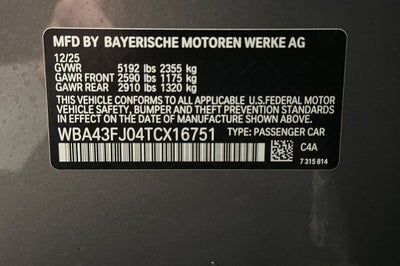 MFD BY BAYERISCHE MOTOREN WERKE AG
12/25
GVWR 5192 lbs 2355 kg
GAWR FRONT 2590 lbs 1175 kg
GAWR REAR 2910 lbs 1320 kg
THIS VEHICLE CONFORMS TO ALL APPLICABLE U.S. FEDERAL MOTOR
VEHICLE SAFETY, BUMPER, AND THEFT PREVENTION STANDARDS
IN EFFECT ON THE DATE OF MANUFACTURE SHOWN ABOVE.
WBA43FJ04TCX16751 TYPE: PASSENGER CAR
C4A
7 315 814